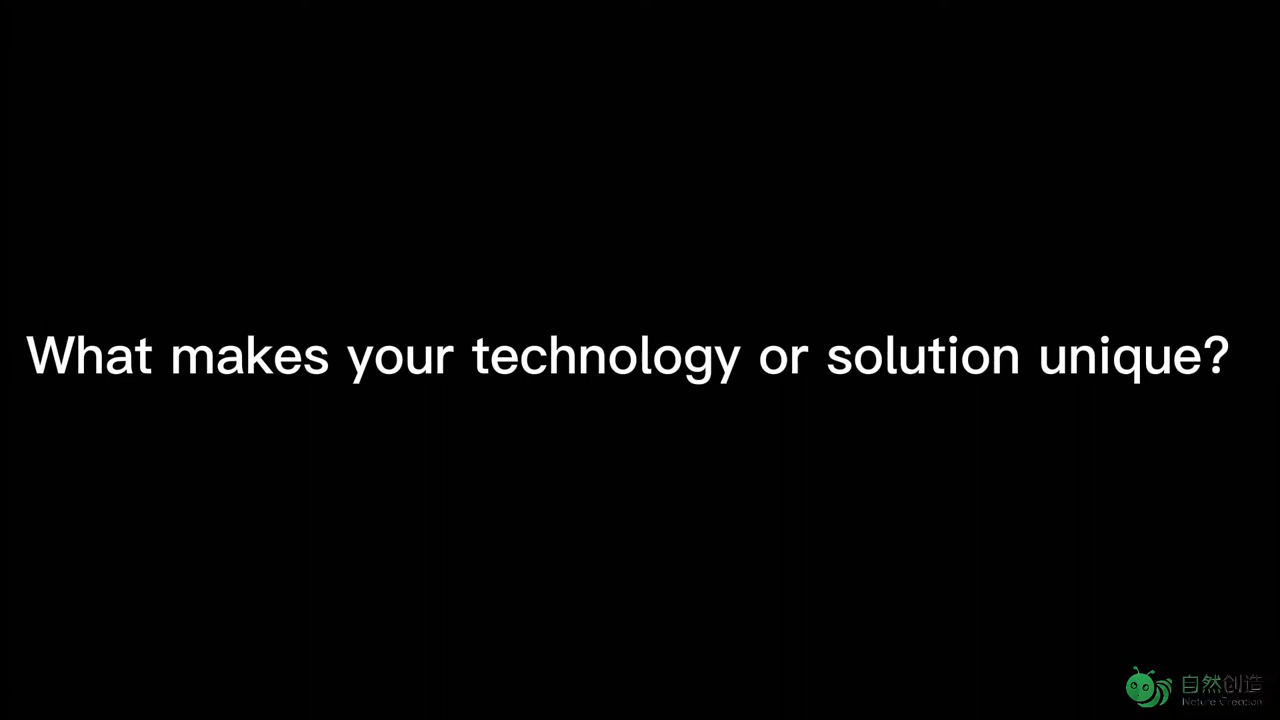 What makes your technology or solution unique?
自然创造
Nature Creation